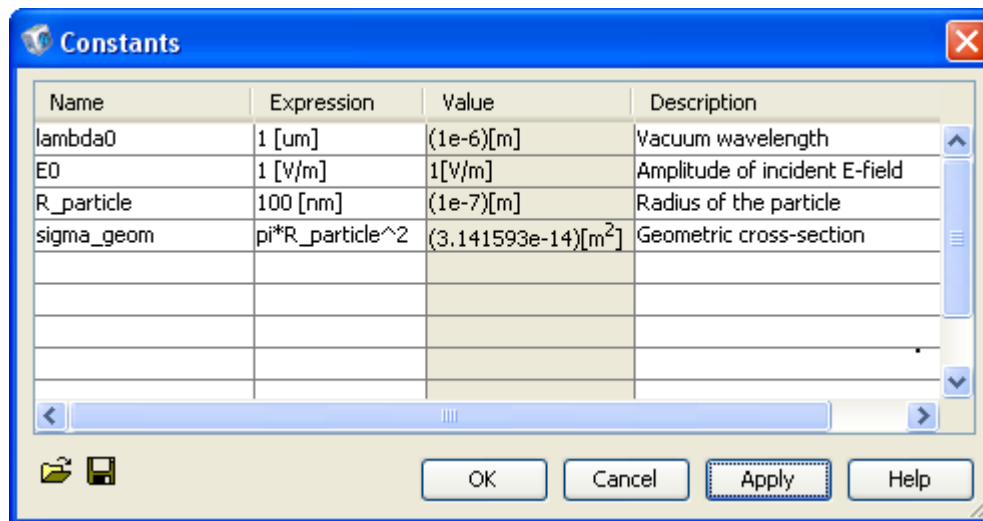 Constants
Name Expression Value Description
lambda0 1 [um] (1e-6)[m] Vacuum wavelength
E0 1 [V/m] 1[V/m] Amplitude of incident E-field
R_particle 100 [nm] (1e-7)[m] Radius of the particle
sigma_geom pi*R_particle^2 (3.141593e-14)[m²] Geometric cross-section
OK Cancel Apply Help